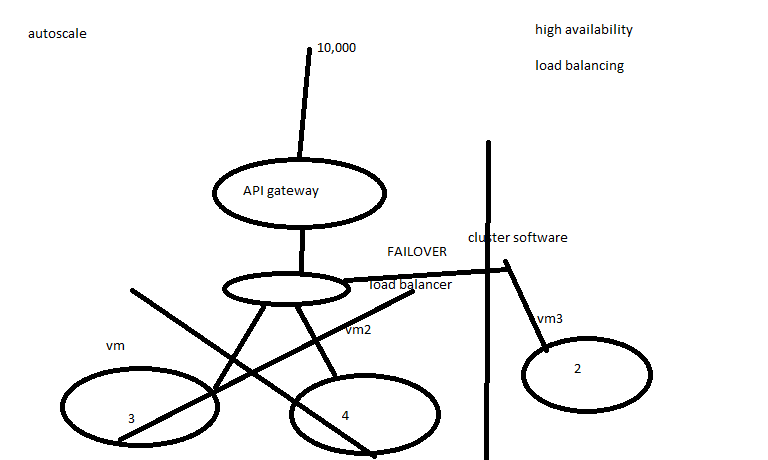 autoscale
high availability
10,000
load balancing
API gateway
cluster software
FAILOVER
load balancer
vm3
vm2
vm
2
3
4